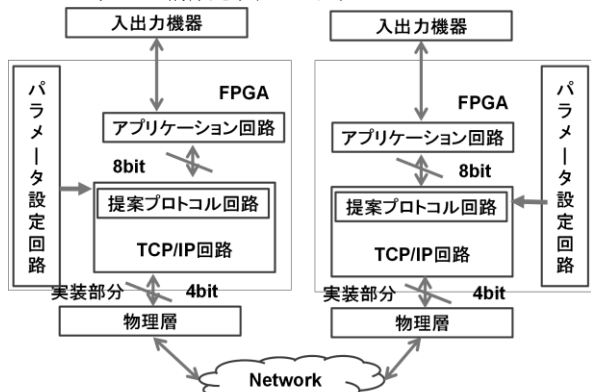 入出力機器
パラメータ設定回路
FPGA
アプリケーション回路
8bit
提案プロトコル回路
TCP/IP回路
実装部分
4bit
物理層
入出力機器
FPGA
アプリケーション回路
8bit
提案プロトコル回路
TCP/IP回路
パラメータ設定回路
実装部分
4bit
物理層
Network